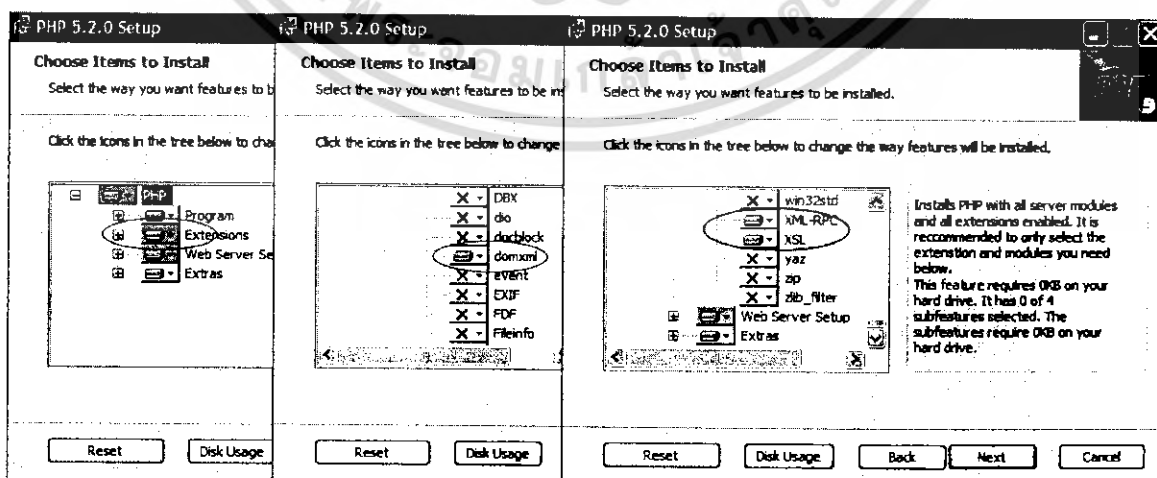 PHP 5.2.0 Setup
Choose Items to Install
Select the way you want features to b
Click the icons in the tree below to cha
PHP
Program
Extensions
Web Server Se
Extras
Reset
Disk Usage
PHP 5.2.0 Setup
Choose Items to Install
Select the way you want features to be ins
Click the icons in the tree below to change
DBX
dio
docblock
domxml
event
EXIF
FDF
Fileinfo
Reset
Disk Usage
PHP 5.2.0 Setup
Choose Items to Install
Select the way you want features to be installed.
Click the icons in the tree below to change the way features will be installed.
win32std
XML-RPC
XSL
yaz
zip
zlib_filter
Web Server Setup
Extras
Installs PHP with all server modules
and all extensions enabled. It is
reccommended to only select the
extenstion and modules you need
below.
This feature requires 0KB on your
hard drive. It has 0 of 4
subfeatures selected. The
subfeatures require 0KB on your
hard drive.
Reset
Disk Usage
Back
Next
Cancel